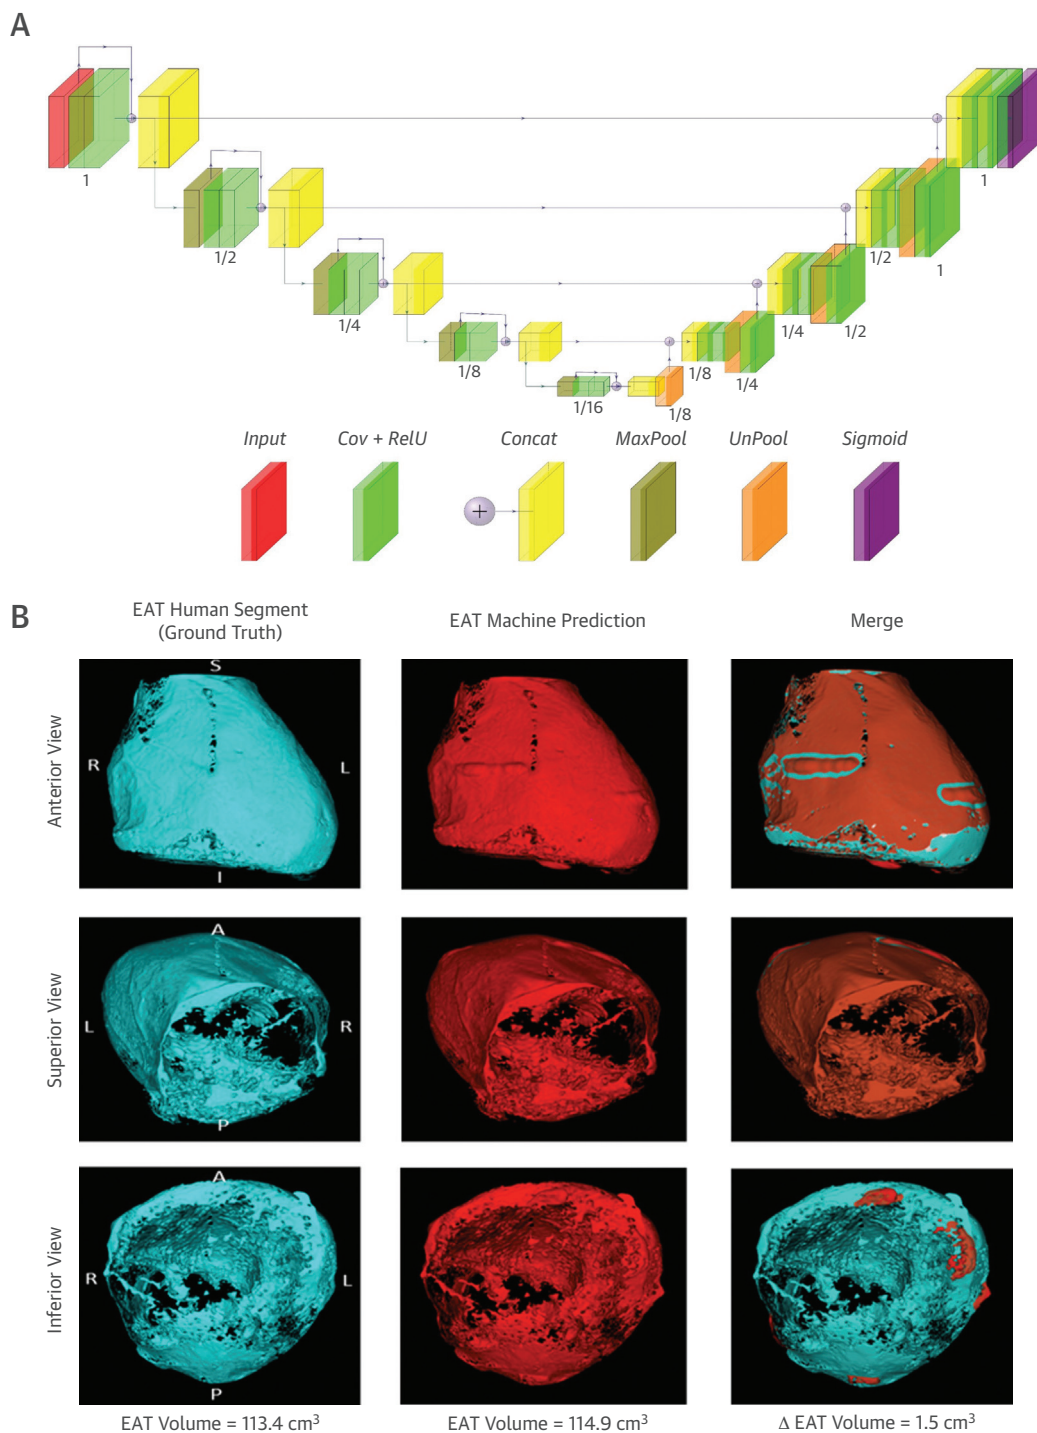 A
1
1/2
1/4
1/8
1/16
1/8
1/8
1/4
1/4
1/2
1/2
1
1
Input
Cov + RelU
Concat
MaxPool
UnPool
Sigmoid
+
B
EAT Human Segment
(Ground Truth)
EAT Machine Prediction
Merge
Anterior View
S
R
L
I
Superior View
A
L
R
P
Inferior View
A
R
L
P
EAT Volume = 113.4 cm³
EAT Volume = 114.9 cm³
Δ EAT Volume = 1.5 cm³